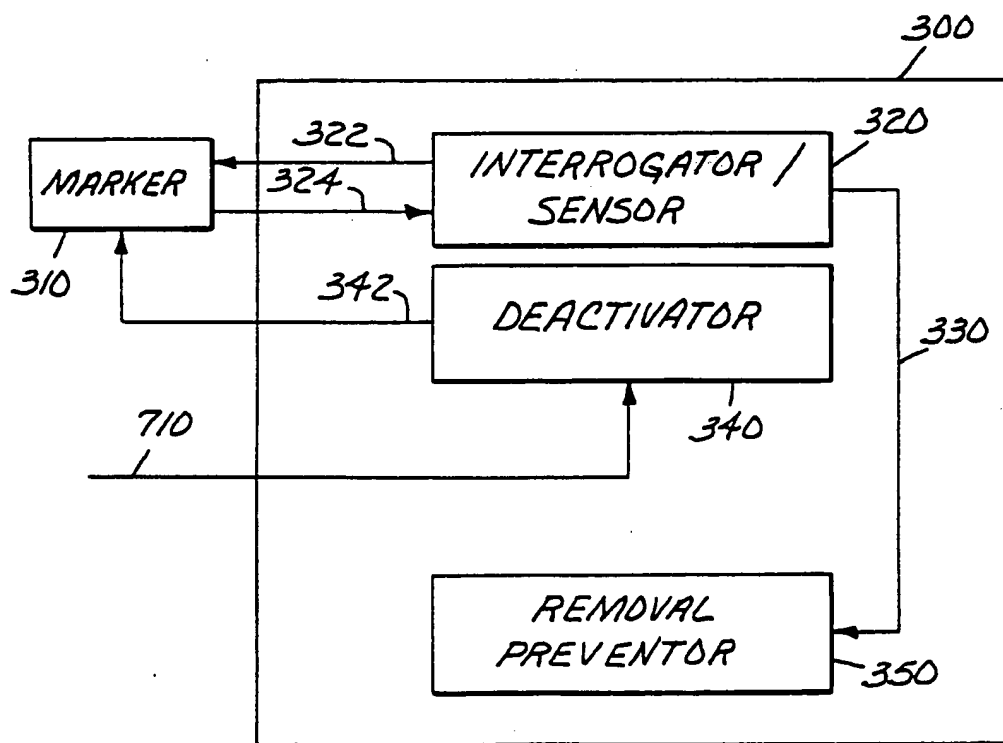 300
322
320
MARKER
324
INTERROGATOR /
SENSOR
310
342
DEACTIVATOR
330
710
340
REMOVAL
PREVENTOR
350